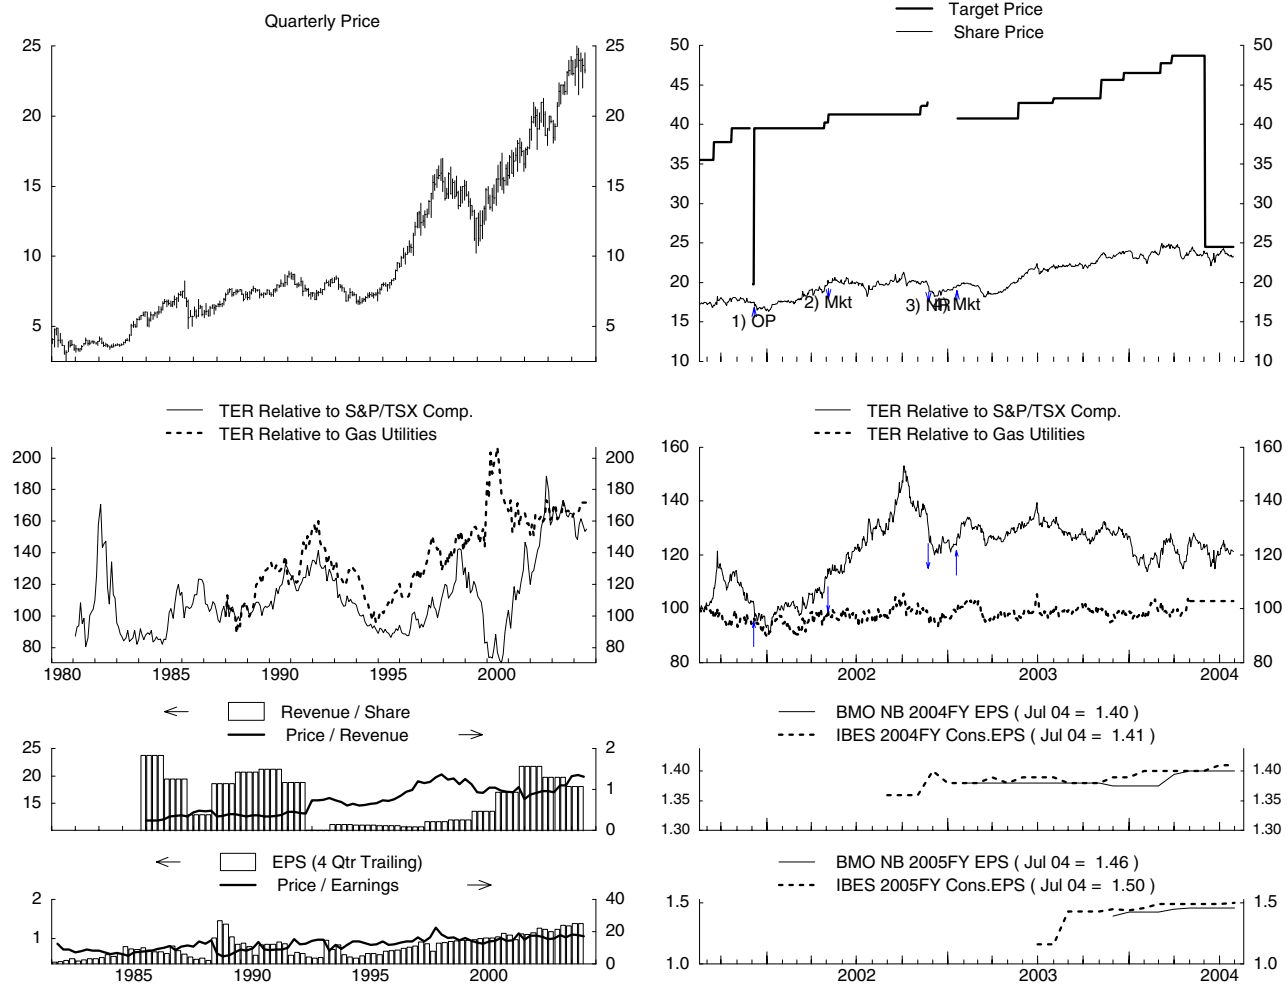 Quarterly Price
25 25
20 20
15 15
10 10
5 5
Target Price
Share Price
50 50
45 45
40 40
35 35
30 30
25 25
20 20
15 15
10 10
1) OP
2) Mkt
3) NR
4) Mkt
TER Relative to S&P/TSX Comp.
TER Relative to Gas Utilities
200 200
180 180
160 160
140 140
120 120
100 100
80 80
1980 1985 1990 1995 2000
TER Relative to S&P/TSX Comp.
TER Relative to Gas Utilities
160 160
140 140
120 120
100 100
80 80
2002 2003 2004
Revenue / Share
Price / Revenue
25 2
15 1
0
BMO NB 2004FY EPS ( Jul 04 = 1.40 )
IBES 2004FY Cons.EPS ( Jul 04 = 1.41 )
1.40 1.40
1.35 1.35
1.30 1.30
EPS (4 Qtr Trailing)
Price / Earnings
2 40
1 20
0
1985 1990 1995 2000
BMO NB 2005FY EPS ( Jul 04 = 1.46 )
IBES 2005FY Cons.EPS ( Jul 04 = 1.50 )
1.5 1.5
1.0 1.0
2002 2003 2004